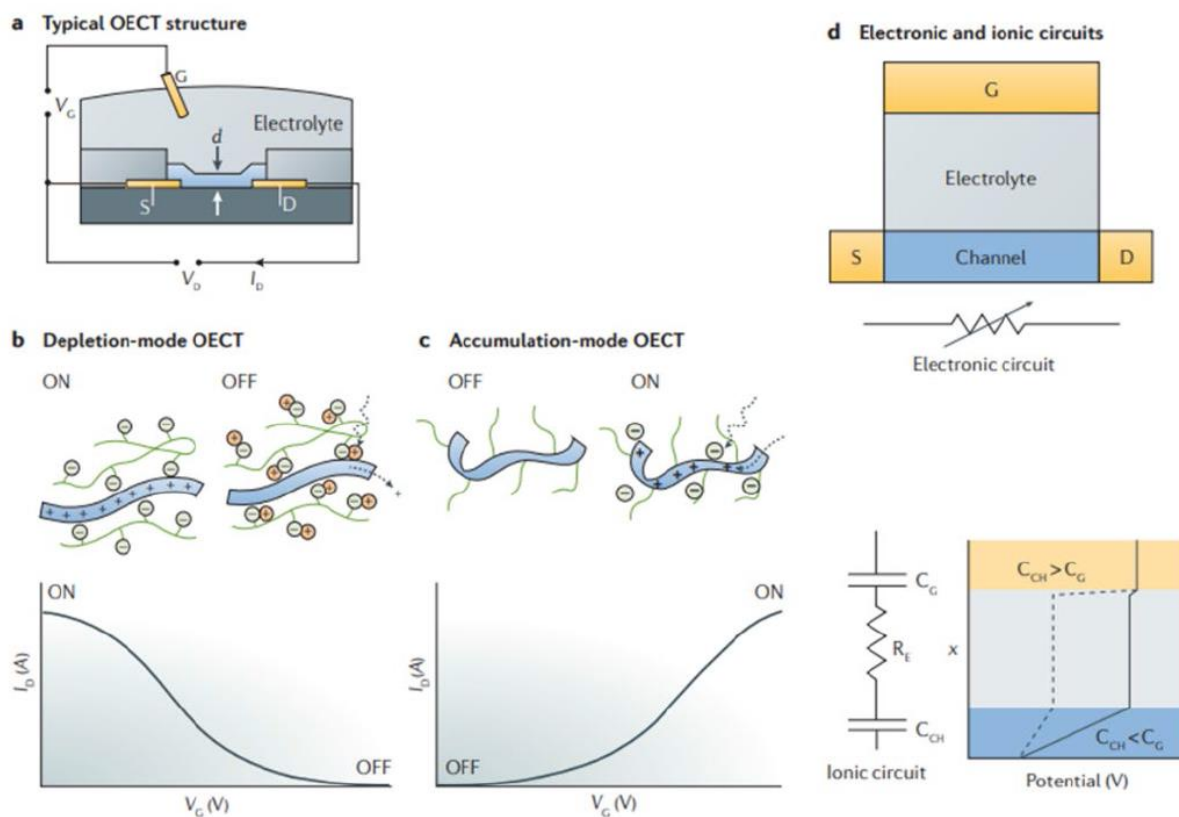 a Typical OECT structure
G
V_G
Electrolyte
d
S
D
V_D
I_D
b Depletion-mode OECT
ON
OFF
+
I_D (A)
ON
OFF
V_G (V)
c Accumulation-mode OECT
OFF
ON
I_D (A)
ON
OFF
V_G (V)
d Electronic and ionic circuits
G
Electrolyte
S
Channel
D
Electronic circuit
C_G
R_E
C_CH
Ionic circuit
x
C_CH > C_G
C_CH < C_G
Potential (V)